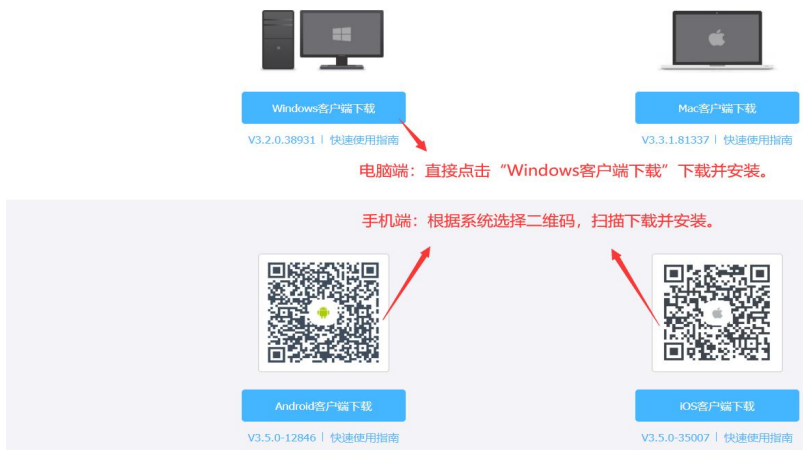 Windows客户端下载
Mac客户端下载
V3.2.0.38931 | 快速使用指南
V3.3.1.81337 | 快速使用指南
电脑端：直接点击“Windows客户端下载”下载并安装。
手机端：根据系统选择二维码，扫描下载并安装。
Android客户端下载
iOS客户端下载
V3.5.0-12846 | 快速使用指南
V3.5.0-35007 | 快速使用指南